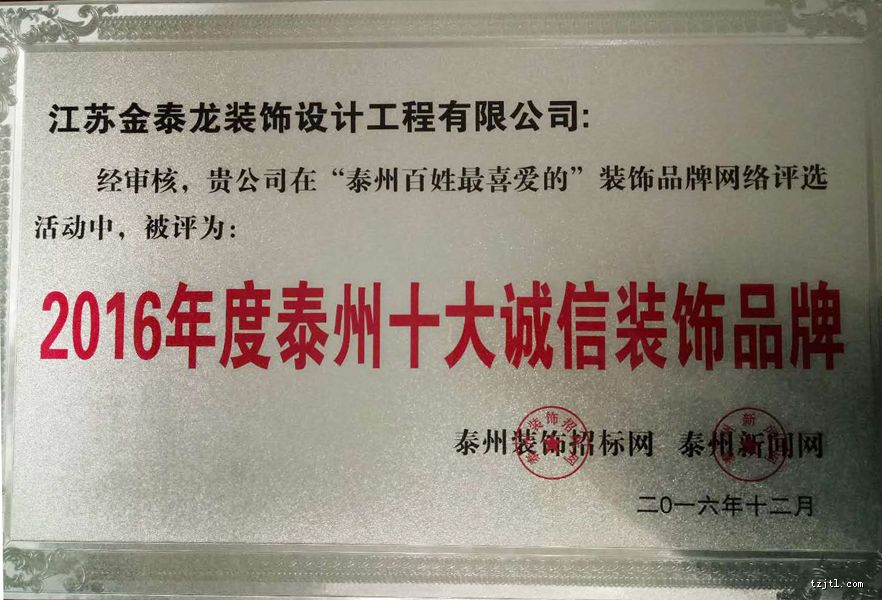 江苏金泰龙装饰设计工程有限公司:
经审核，贵公司在“泰州百姓最喜爱的”装饰品牌网络评选
活动中，被评为：
2016年度泰州十大诚信装饰品牌
泰州装饰招标网 泰州新闻网
二〇一六年十二月
tzjtl.com